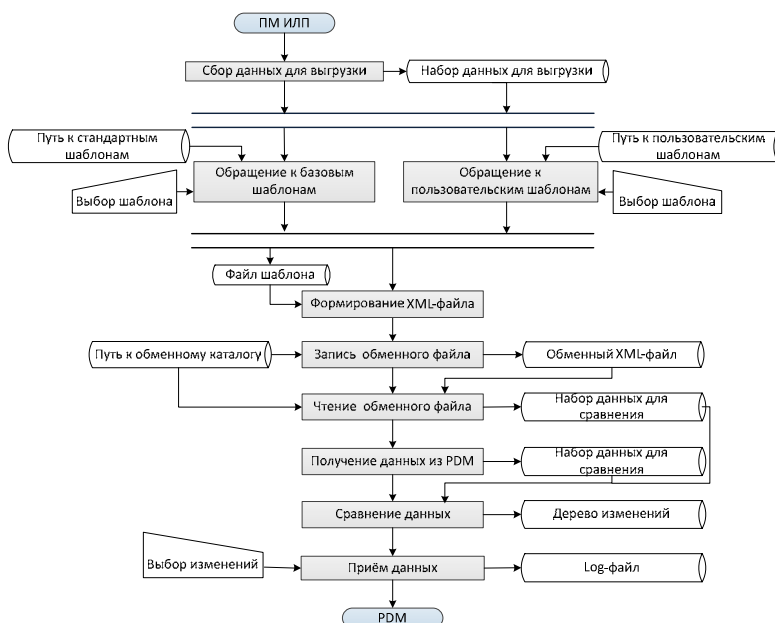 ПМ ИЛП
Сбор данных для выгрузки
Набор данных для выгрузки
Путь к стандартным
шаблонам
Путь к пользовательским
шаблонам
Обращение к базовым
шаблонам
Обращение к
пользовательским шаблонам
Выбор шаблона
Выбор шаблона
Файл шаблона
Формирование XML-файла
Путь к обменному каталогу
Запись обменного файла
Обменный XML-файл
Чтение обменного файла
Набор данных для
сравнения
Получение данных из PDM
Набор данных для
сравнения
Сравнение данных
Дерево изменений
Выбор изменений
Приём данных
Log-файл
PDM